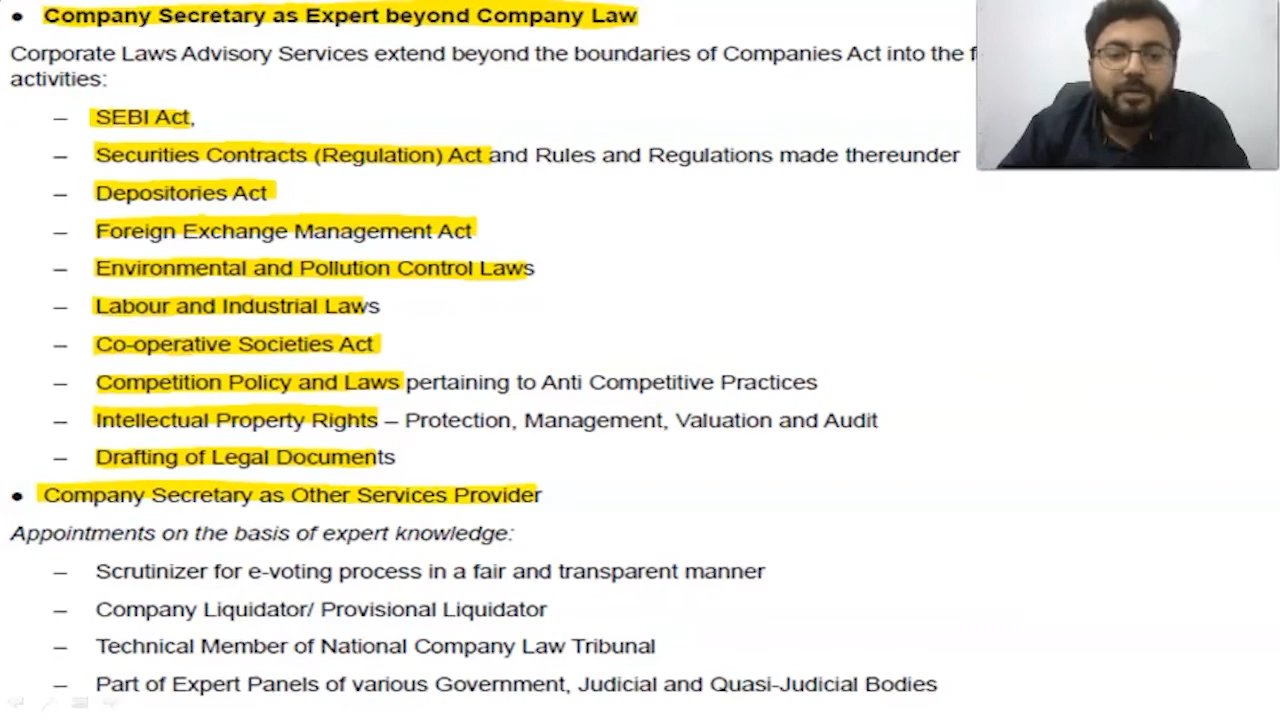 • Company Secretary as Expert beyond Company Law
Corporate Laws Advisory Services extend beyond the boundaries of Companies Act into the
activities:
– SEBI Act,
– Securities Contracts (Regulation) Act and Rules and Regulations made thereunder
– Depositories Act
– Foreign Exchange Management Act
– Environmental and Pollution Control Laws
– Labour and Industrial Laws
– Co-operative Societies Act
– Competition Policy and Laws pertaining to Anti Competitive Practices
– Intellectual Property Rights – Protection, Management, Valuation and Audit
– Drafting of Legal Documents
• Company Secretary as Other Services Provider
Appointments on the basis of expert knowledge:
– Scrutinizer for e-voting process in a fair and transparent manner
– Company Liquidator/ Provisional Liquidator
– Technical Member of National Company Law Tribunal
– Part of Expert Panels of various Government, Judicial and Quasi-Judicial Bodies